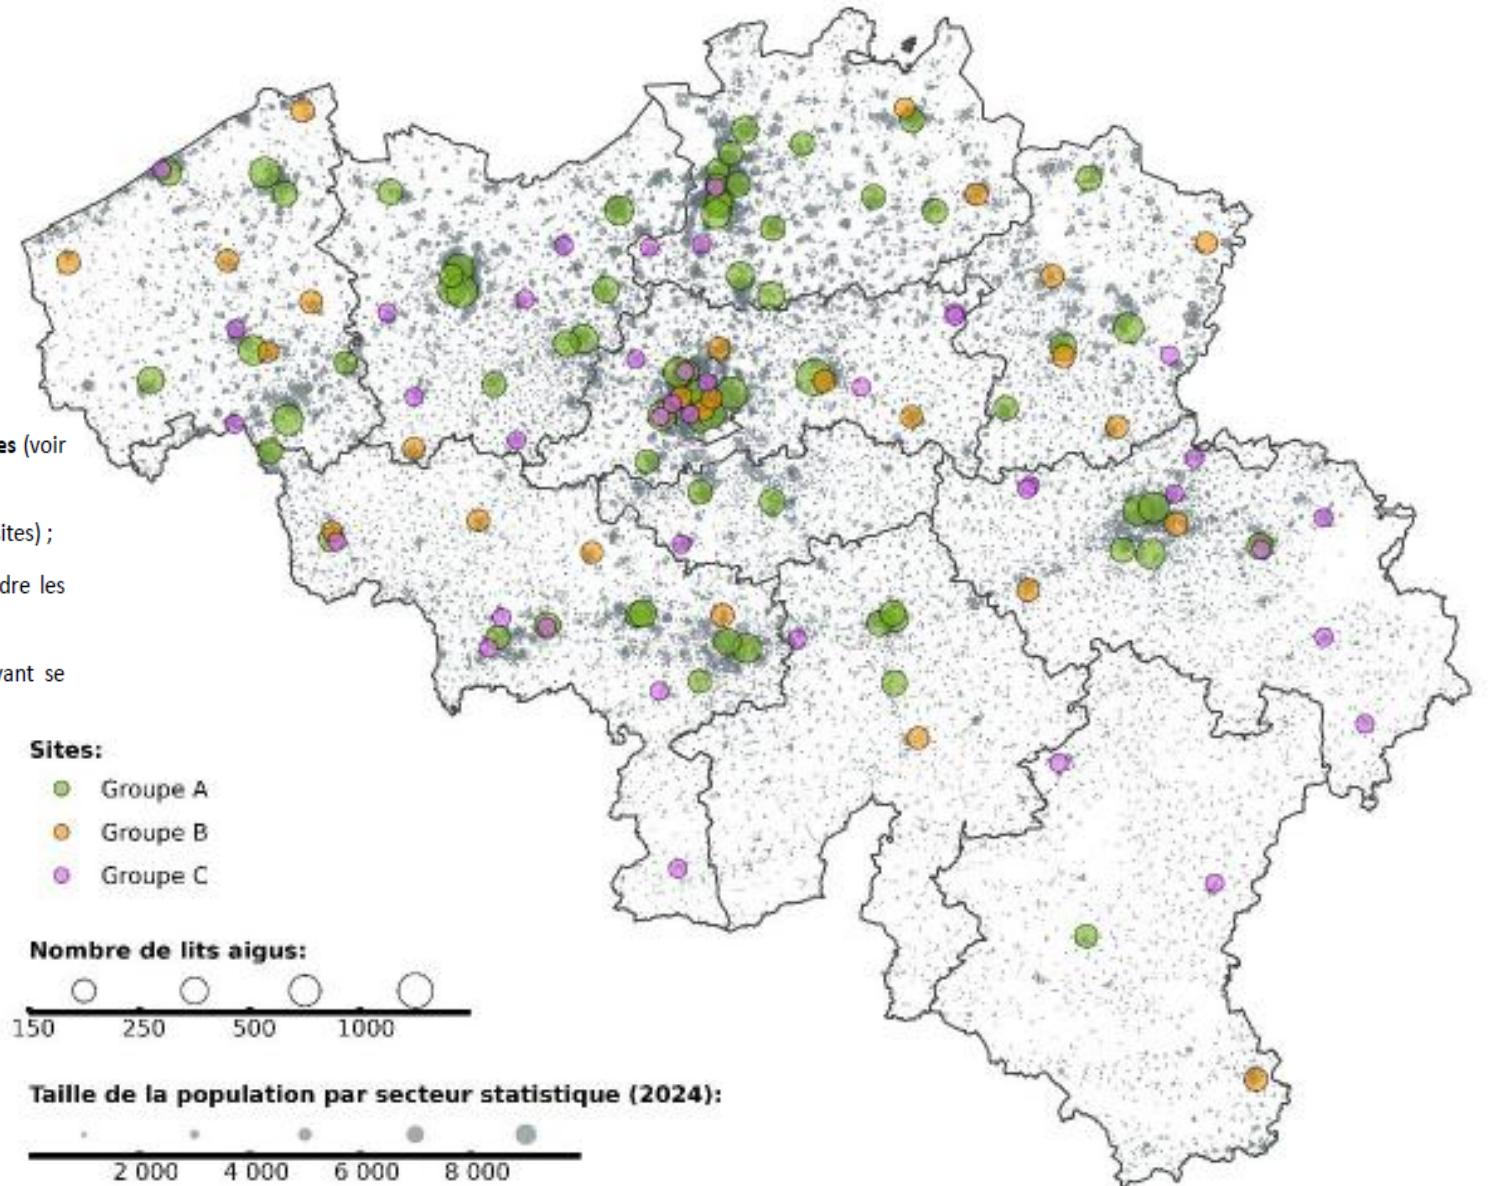 es (voir
ites) ;
dre les
vant se
Sites:
Groupe A
Groupe B
Groupe C
Nombre de lits aigus:
150 250 500 1000
Taille de la population par secteur statistique (2024):
2 000 4 000 6 000 8 000